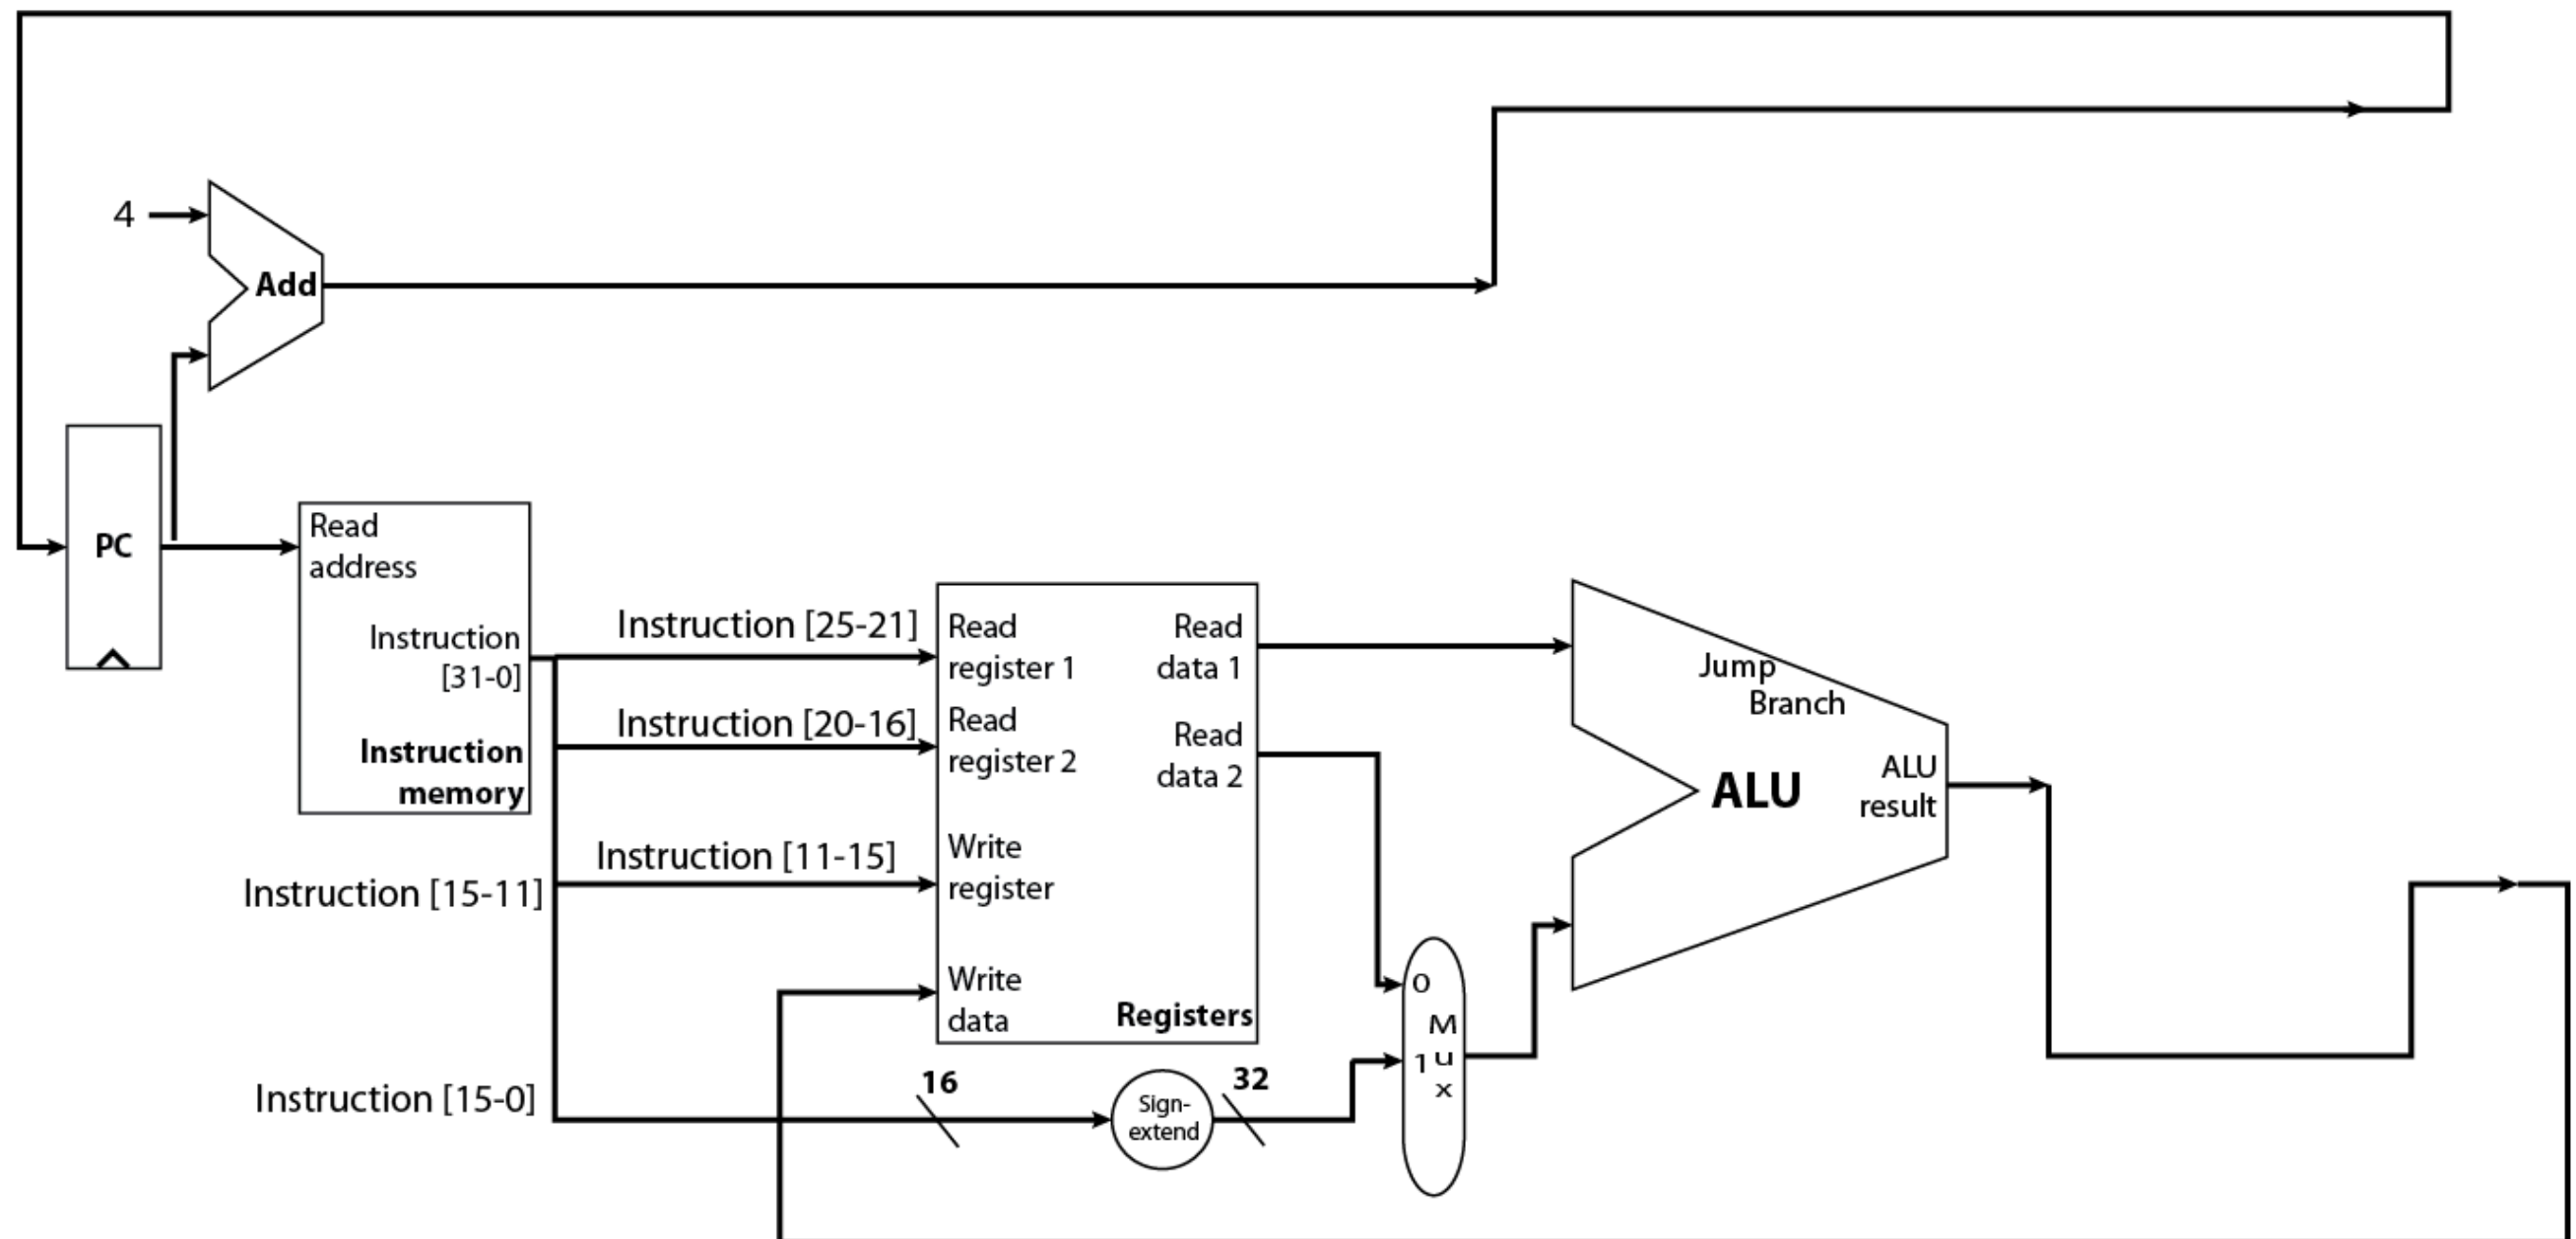 4
Add
PC
Read
address
Instruction
[31-0]
Instruction
memory
Instruction [25-21]
Instruction [20-16]
Instruction [11-15]
Instruction [15-11]
Instruction [15-0]
Read
register 1
Read
register 2
Write
register
Write
data
Read
data 1
Read
data 2
Registers
16
Sign-
extend
32
0
M
1 u
x
Jump
Branch
ALU
ALU
result